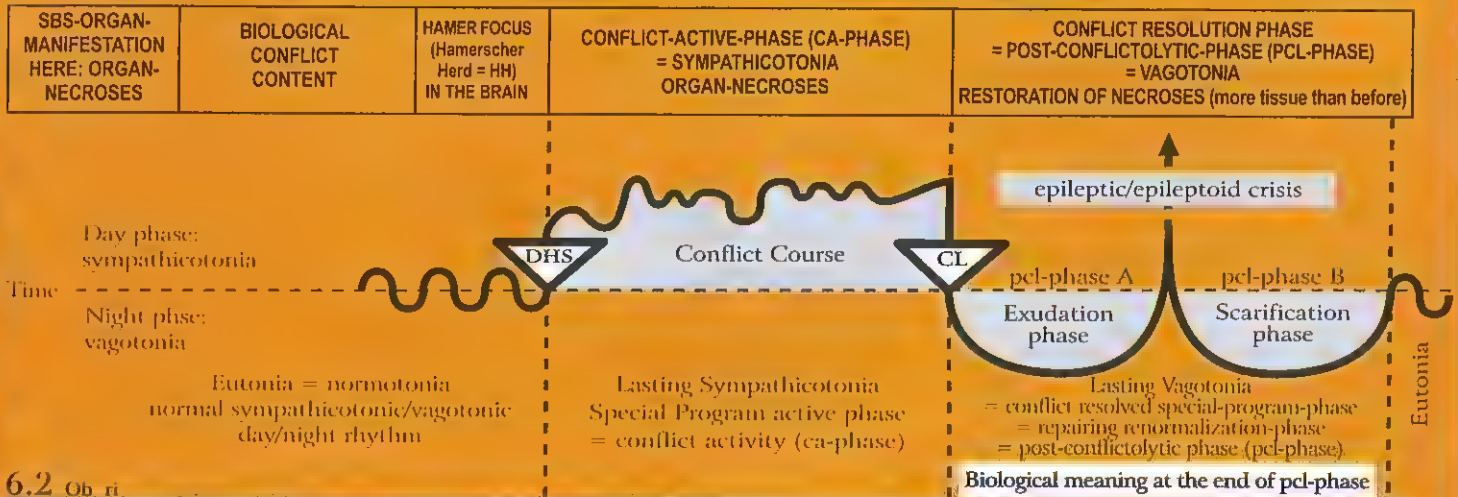 SBS-ORGAN-
MANIFESTATION
HERE: ORGAN-
NECROSES
BIOLOGICAL
CONFLICT
CONTENT
HAMER FOCUS
(Hamerscher
Herd = HH)
IN THE BRAIN
CONFLICT-ACTIVE-PHASE (CA-PHASE)
= SYMPATHICOTONIA
ORGAN-NECROSES
CONFLICT RESOLUTION PHASE
= POST-CONFLICTOLYTIC-PHASE (PCL-PHASE)
= VAGOTONIA
RESTORATION OF NECROSES (more tissue than before)
epileptic/epileptoid crisis
Day phase:
sympathicotonia
DHS
Conflict Course
CL
pcl-phase A
pcl-phase B
Time
Night phse:
vagotonia
Exudation
phase
Scarification
phase
Eutonia
Eutonia = normotonia
normal sympathicotonic/vagotonic
day/night rhythm
Lasting Sympathicotonia
Special Program active phase
= conflict activity (ca-phase)
Lasting Vagotonia
= conflict resolved special-program-phase
= repairing renormalization-phase
= post-conflictolytic phase (pcl-phase)
Biological meaning at the end of pcl-phase
6.2 Ob ri